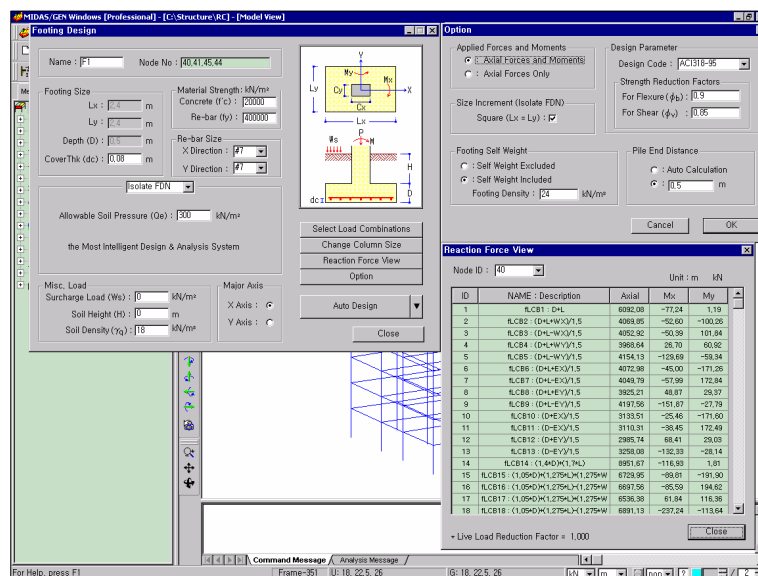 MIDAS/GEN Windows [Professional] - [C:\Structure\RC] - [Model View]
Footing Design
Name : F1
Node No : 40,41,45,44
Footing Size
Lx : 2,4 m
Ly : 2,4 m
Depth (D) : 0,5 m
CoverThk (dc) : 0,08 m
Material Strength: kN/m²
Concrete (f'c) : 20000
Re-bar (fy) : 400000
Re-bar Size
X Direction : #7
Y Direction : #7
Isolate FDN
Allowable Soil Pressure (Qe) : 300 kN/m²
the Most Intelligent Design & Analysis System
Misc. Load
Surcharge Load (Ws) : 0 kN/m²
Soil Height (H) : 0 m
Soil Density (γq) : 18 kN/m³
Major Axis
X Axis :
Y Axis :
Y
My
Mx
Ly
Cy
X
Cx
Lx
P
Ws
M
H
D
dc
Select Load Combinations
Change Column Size
Reaction Force View
Option
Auto Design
Close
Option
Applied Forces and Moments
: Axial Forces and Moments
: Axial Forces Only
Size Increment (Isolate FDN)
Square (Lx = Ly) :
Footing Self Weight
: Self Weight Excluded
: Self Weight Included
Footing Density : 24 kN/m³
Design Parameter
Design Code : ACI318-95
Strength Reduction Factors
For Flexure (ϕb) : 0,9
For Shear (ϕv) : 0,85
Pile End Distance
: Auto Calculation
: 0,5 m
Cancel OK
Reaction Force View
Node ID : 40
Unit : m kN
ID NAME : Description Axial Mx My
1 fLCB1 : D+L 6092,08 -77,24 1,19
2 fLCB2 : (D+L+WX)/1,5 4069,85 -52,60 -100,26
3 fLCB3 : (D+L-WX)/1,5 4052,92 -50,39 101,84
4 fLCB4 : (D+L+WY)/1,5 3968,64 26,70 60,92
5 fLCB5 : (D+L-WY)/1,5 4154,13 -129,69 -59,34
6 fLCB6 : (D+L+EX)/1,5 4072,98 -45,00 -171,26
7 fLCB7 : (D+L-EX)/1,5 4049,79 -57,99 172,84
8 fLCB8 : (D+L+EY)/1,5 3925,21 48,87 29,37
9 fLCB9 : (D+L-EY)/1,5 4197,56 -151,87 -27,79
10 fLCB10 : (D+EX)/1,5 3133,51 -25,46 -171,60
11 fLCB11 : (D-EX)/1,5 3110,31 -38,45 172,49
12 fLCB12 : (D+EY)/1,5 2985,74 68,41 29,03
13 fLCB13 : (D-EY)/1,5 3258,08 -132,33 -28,14
14 fLCB14 : (1,4*D)+(1,7*L) 8951,67 -116,93 1,81
15 fLCB15 : (1,05*D)+(1,275*L)+(1,275*W 6729,95 -89,81 -191,90
16 fLCB16 : (1,05*D)+(1,275*L)+(1,275*W 6697,56 -85,59 194,62
17 fLCB17 : (1,05*D)+(1,275*L)+(1,275*W 6536,38 61,84 116,36
18 fLCB18 : (1,05*D)+(1,275*L)+(1,275*W 6891,13 -237,24 -113,64
* Live Load Reduction Factor = 1,000
Close
Command Message Analysis Message
For Help, press F1
Frame-351
U: 18, 22,5, 26
G: 18, 22,5, 26
kN m non ? 2